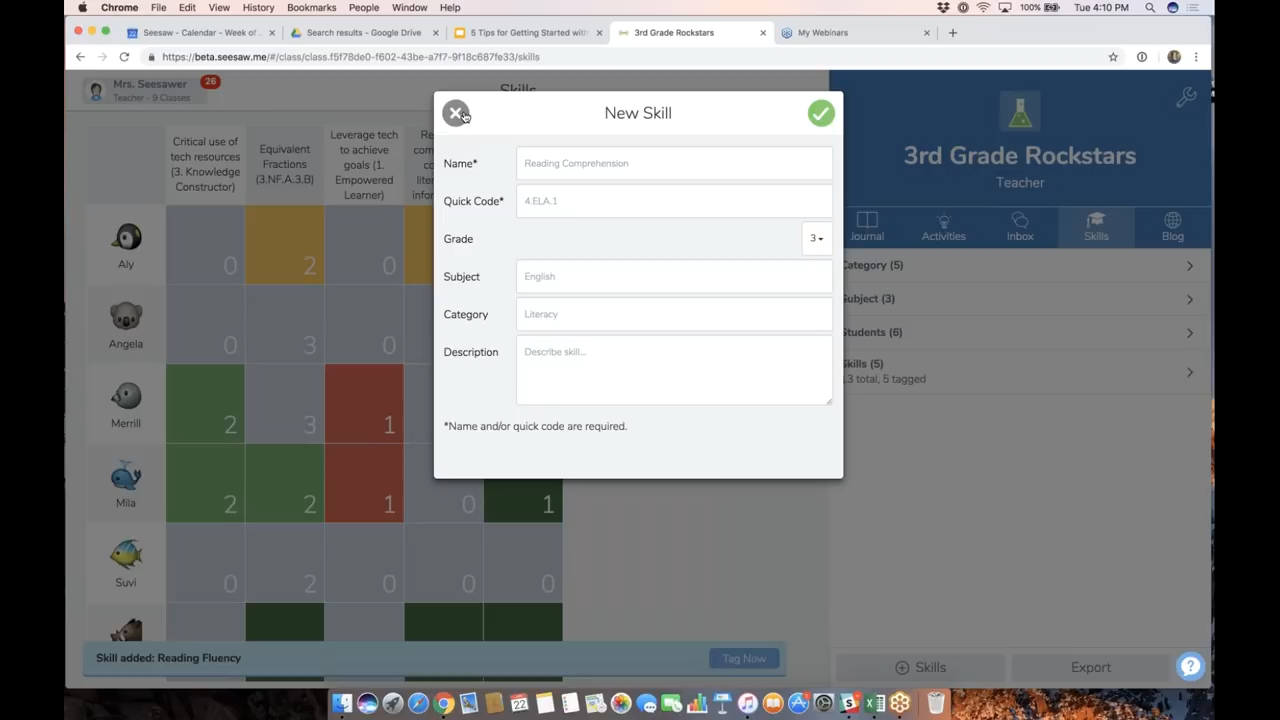 Chrome File Edit View History Bookmarks People Window Help 100% Tue 4:10 PM
Seesaw - Calendar - Week of
Search results - Google Drive
5 Tips for Getting Started with
3rd Grade Rockstars
My Webinars
https://beta.seesaw.me/#/class/class.f5f78de0-f602-43be-a7f7-9f18c687fe33/skills
Mrs. Seesawer
Teacher - 9 Classes
26
Skills
Critical use of
tech resources
(3. Knowledge
Constructor)
Equivalent
Fractions
(3.NF.A.3.B)
Leverage tech
to achieve
goals (1.
Empowered
Learner)
Aly
0 2 0
Angela
0 3 0
Merrill
2 3 1
Mila
2 2 1 0 1
Suvi
0 2 0 0 0
New Skill
Name*
Reading Comprehension
Quick Code*
4.ELA.1
Grade
3
Subject
English
Category
Literacy
Description
Describe skill...
*Name and/or quick code are required.
3rd Grade Rockstars
Teacher
Journal
Activities
Inbox
Skills
Blog
Category (5)
Subject (3)
Students (6)
Skills (5)
13 total, 5 tagged
Skill added: Reading Fluency
Tag Now
Skills
Export
?
22